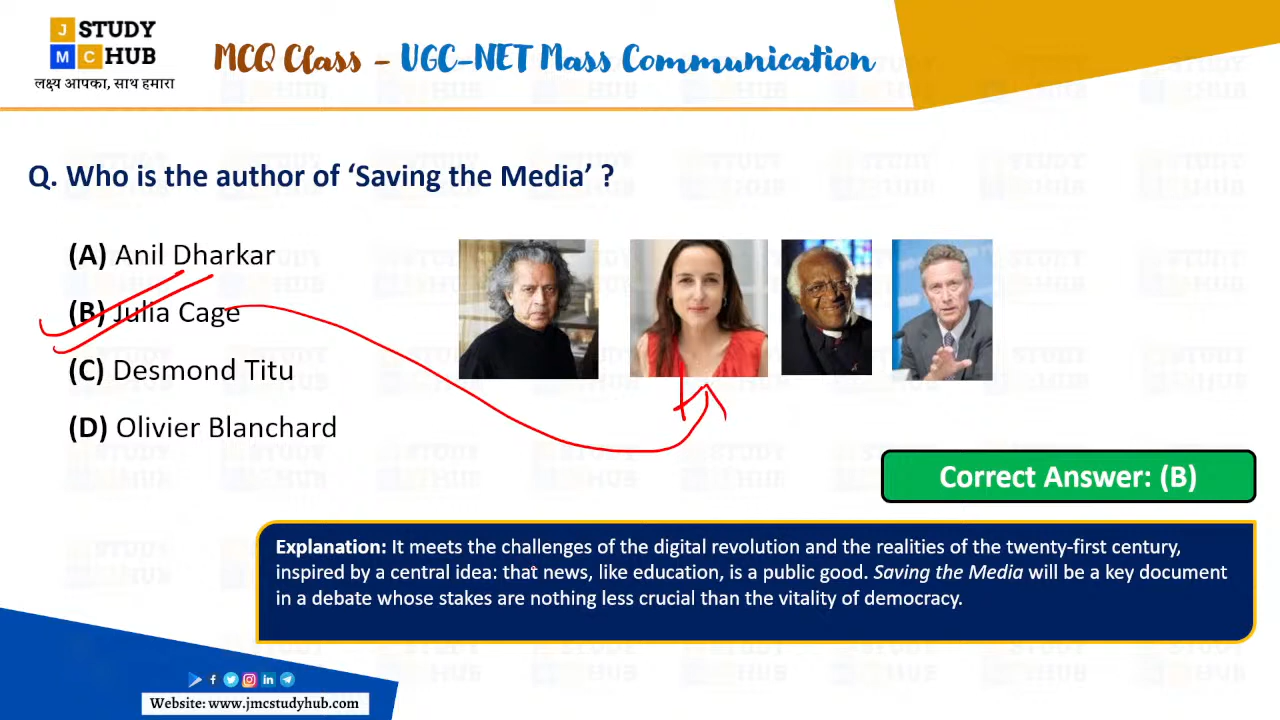 J STUDY
M C HUB
लक्ष्य आपका, साथ हमारा
MCQ Class - UGC-NET Mass Communication
Q. Who is the author of ‘Saving the Media’ ?
(A) Anil Dharkar
(B) Julia Cage
(C) Desmond Titu
(D) Olivier Blanchard
Correct Answer: (B)
Explanation: It meets the challenges of the digital revolution and the realities of the twenty-first century,
inspired by a central idea: that news, like education, is a public good. Saving the Media will be a key document
in a debate whose stakes are nothing less crucial than the vitality of democracy.
Website: www.jmcstudyhub.com